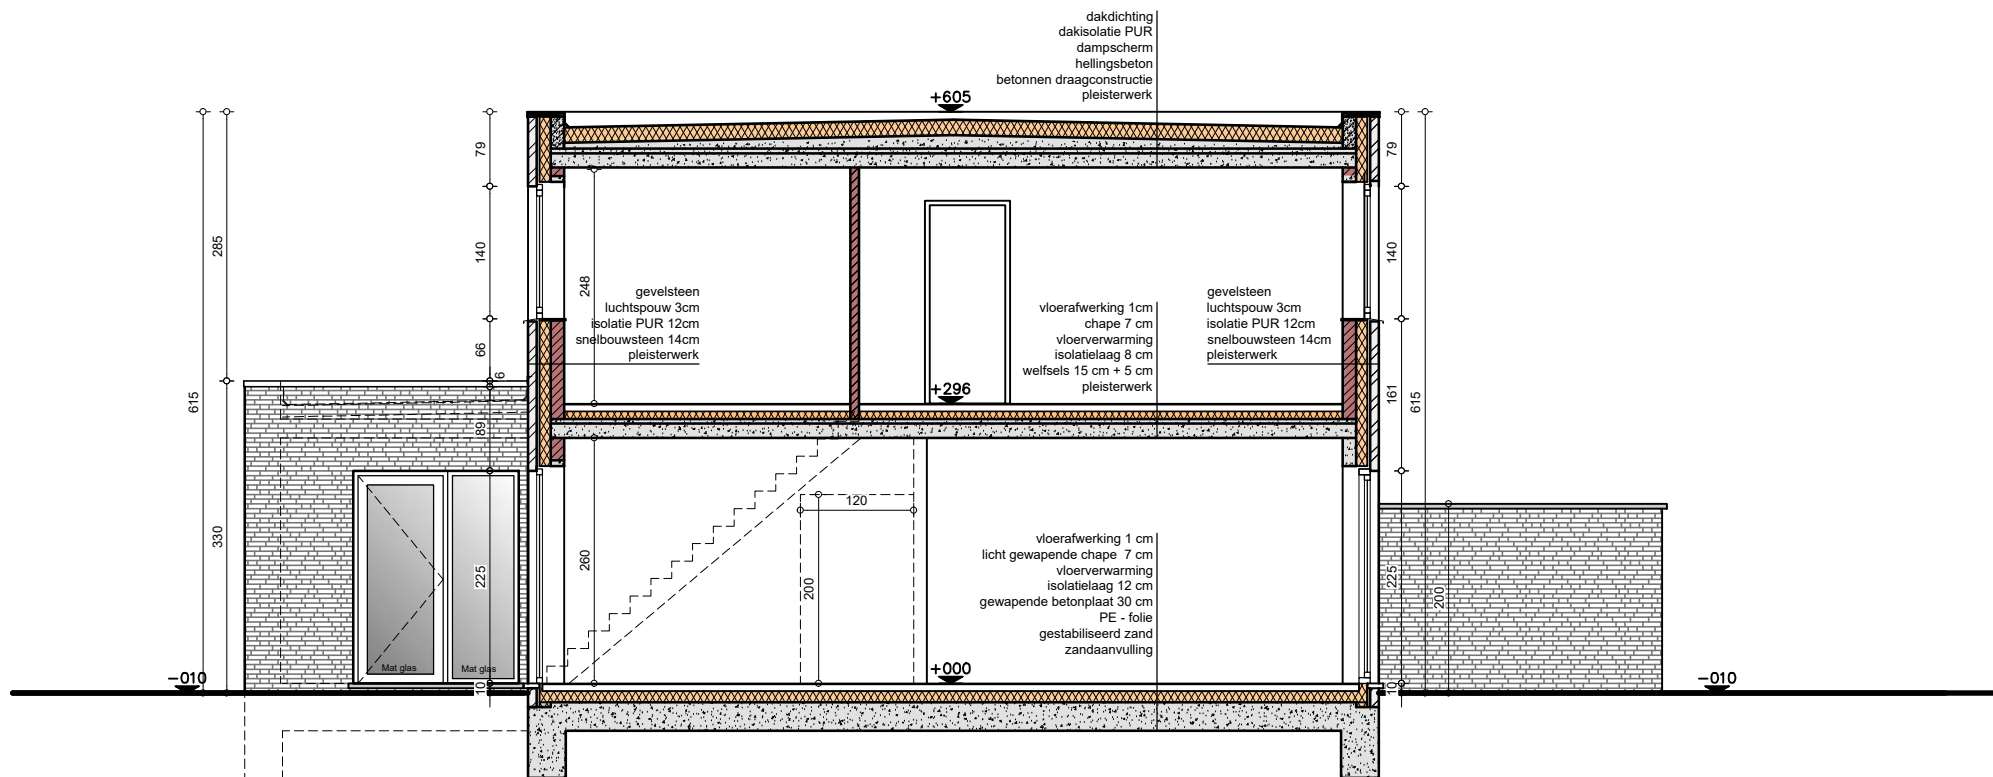 dakdichting
dakisolatie PUR
dampscherm
hellingsbeton
betonnen draagconstructie
pleisterwerk
+605
79
79
285
140
140
248
gevelsteen
luchtspouw 3cm
isolatie PUR 12cm
snelbouwsteen 14cm
pleisterwerk
vloerafwerking 1cm
chape 7 cm
vloerverwarming
isolatielaag 8 cm
welfsels 15 cm + 5 cm
pleisterwerk
gevelsteen
luchtspouw 3cm
isolatie PUR 12cm
snelbouwsteen 14cm
pleisterwerk
66
6
+296
615
161
615
89
120
330
225
260
200
vloerafwerking 1 cm
licht gewapende chape 7 cm
vloerverwarming
isolatielaag 12 cm
gewapende betonplaat 30 cm
PE - folie
gestabiliseerd zand
zandaanvulling
225
200
Mat glas
Mat glas
-010
10
+000
10
-010